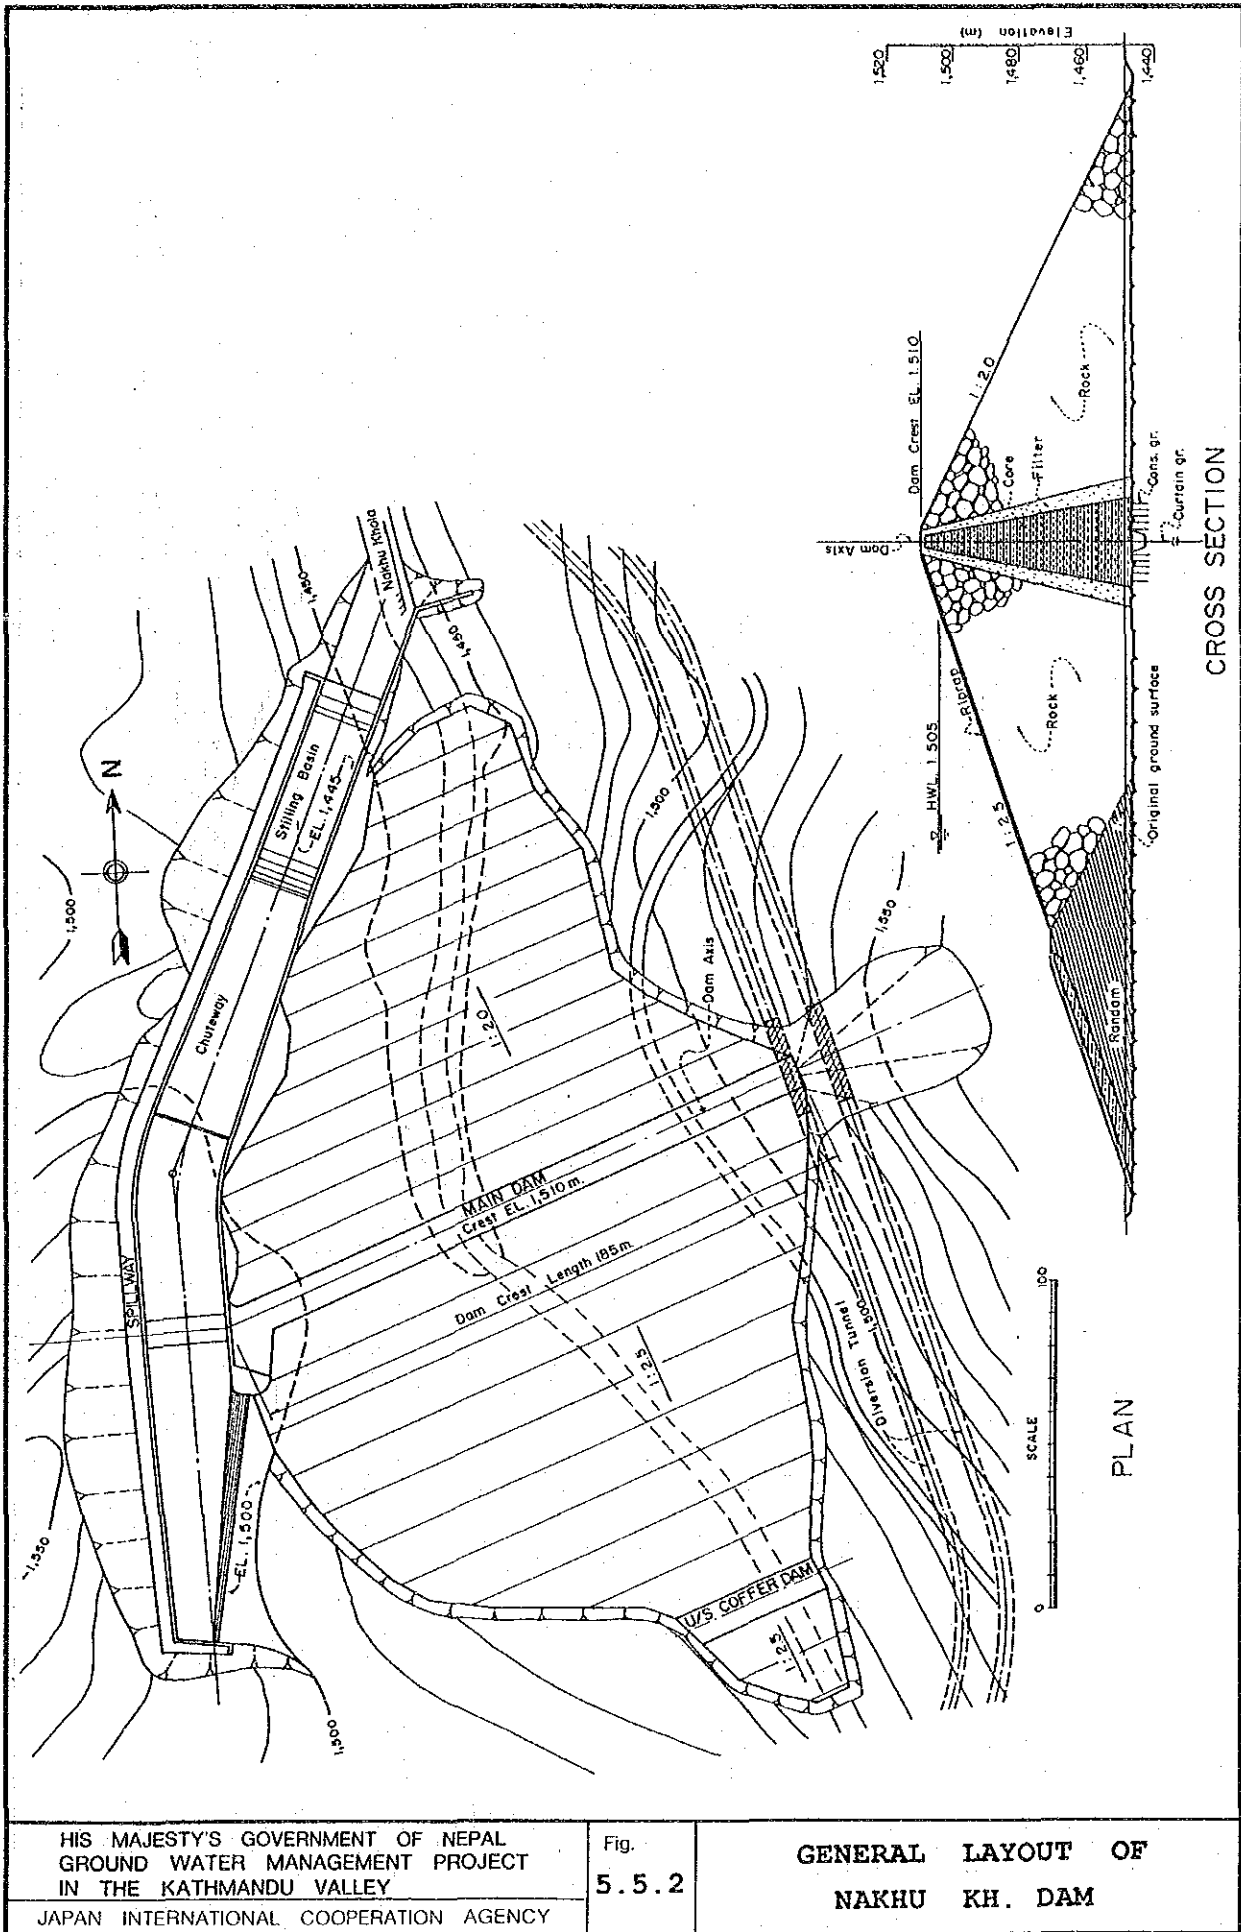 1,520
1,500
1,480
1,460
1,440
Elevation (m)
Dam Crest EL. 1.510
Dam Axis
1:2.0
Core
Filter
Rock
Cons. gr.
Curtain gr.
HWL. 1.505
Riprap
Rock
1:2.5
Original ground surface
Random
CROSS SECTION
N
1,450
Nakhu Khola
1,450
Stilling Basin
EL. 1,445
1,500
Chuteway
1,500
1:2.0
Dam Axis
1,550
SPILLWAY
MAIN DAM
Crest EL. 1,510 m.
Dam Crest Length 185m.
1:2.5
Diversion Tunnel
1,500
1,550
EL. 1,500
U/S COFFER DAM
1:2.5
1,500
SCALE
0
100
PLAN
HIS MAJESTY'S GOVERNMENT OF NEPAL
GROUND WATER MANAGEMENT PROJECT
IN THE KATHMANDU VALLEY
JAPAN INTERNATIONAL COOPERATION AGENCY
Fig.
5.5.2
GENERAL LAYOUT OF
NAKHU KH. DAM